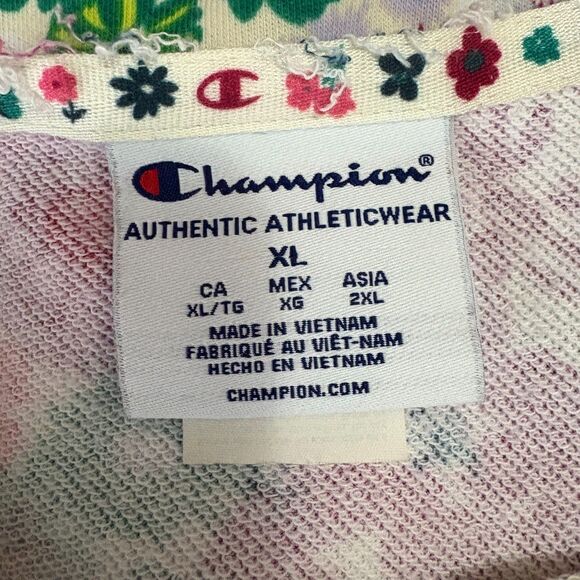 Champion®
AUTHENTIC ATHLETICWEAR
XL
CA MEX ASIA
XL/TG XG 2XL
MADE IN VIETNAM
FABRIQUÉ AU VIÊT-NAM
HECHO EN VIETNAM
CHAMPION.COM